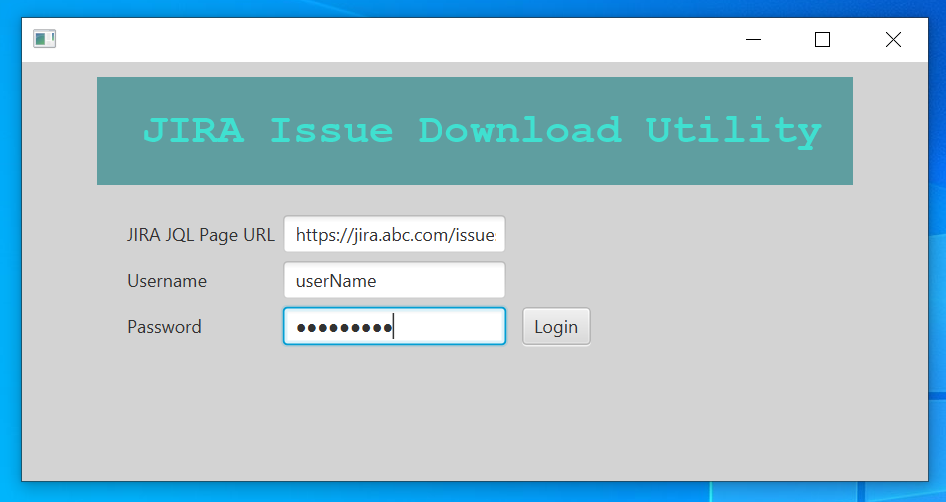 JIRA Issue Download Utility
JIRA JQL Page URL https://jira.abc.com/issue
Username userName
Password ●●●●●●●●● Login